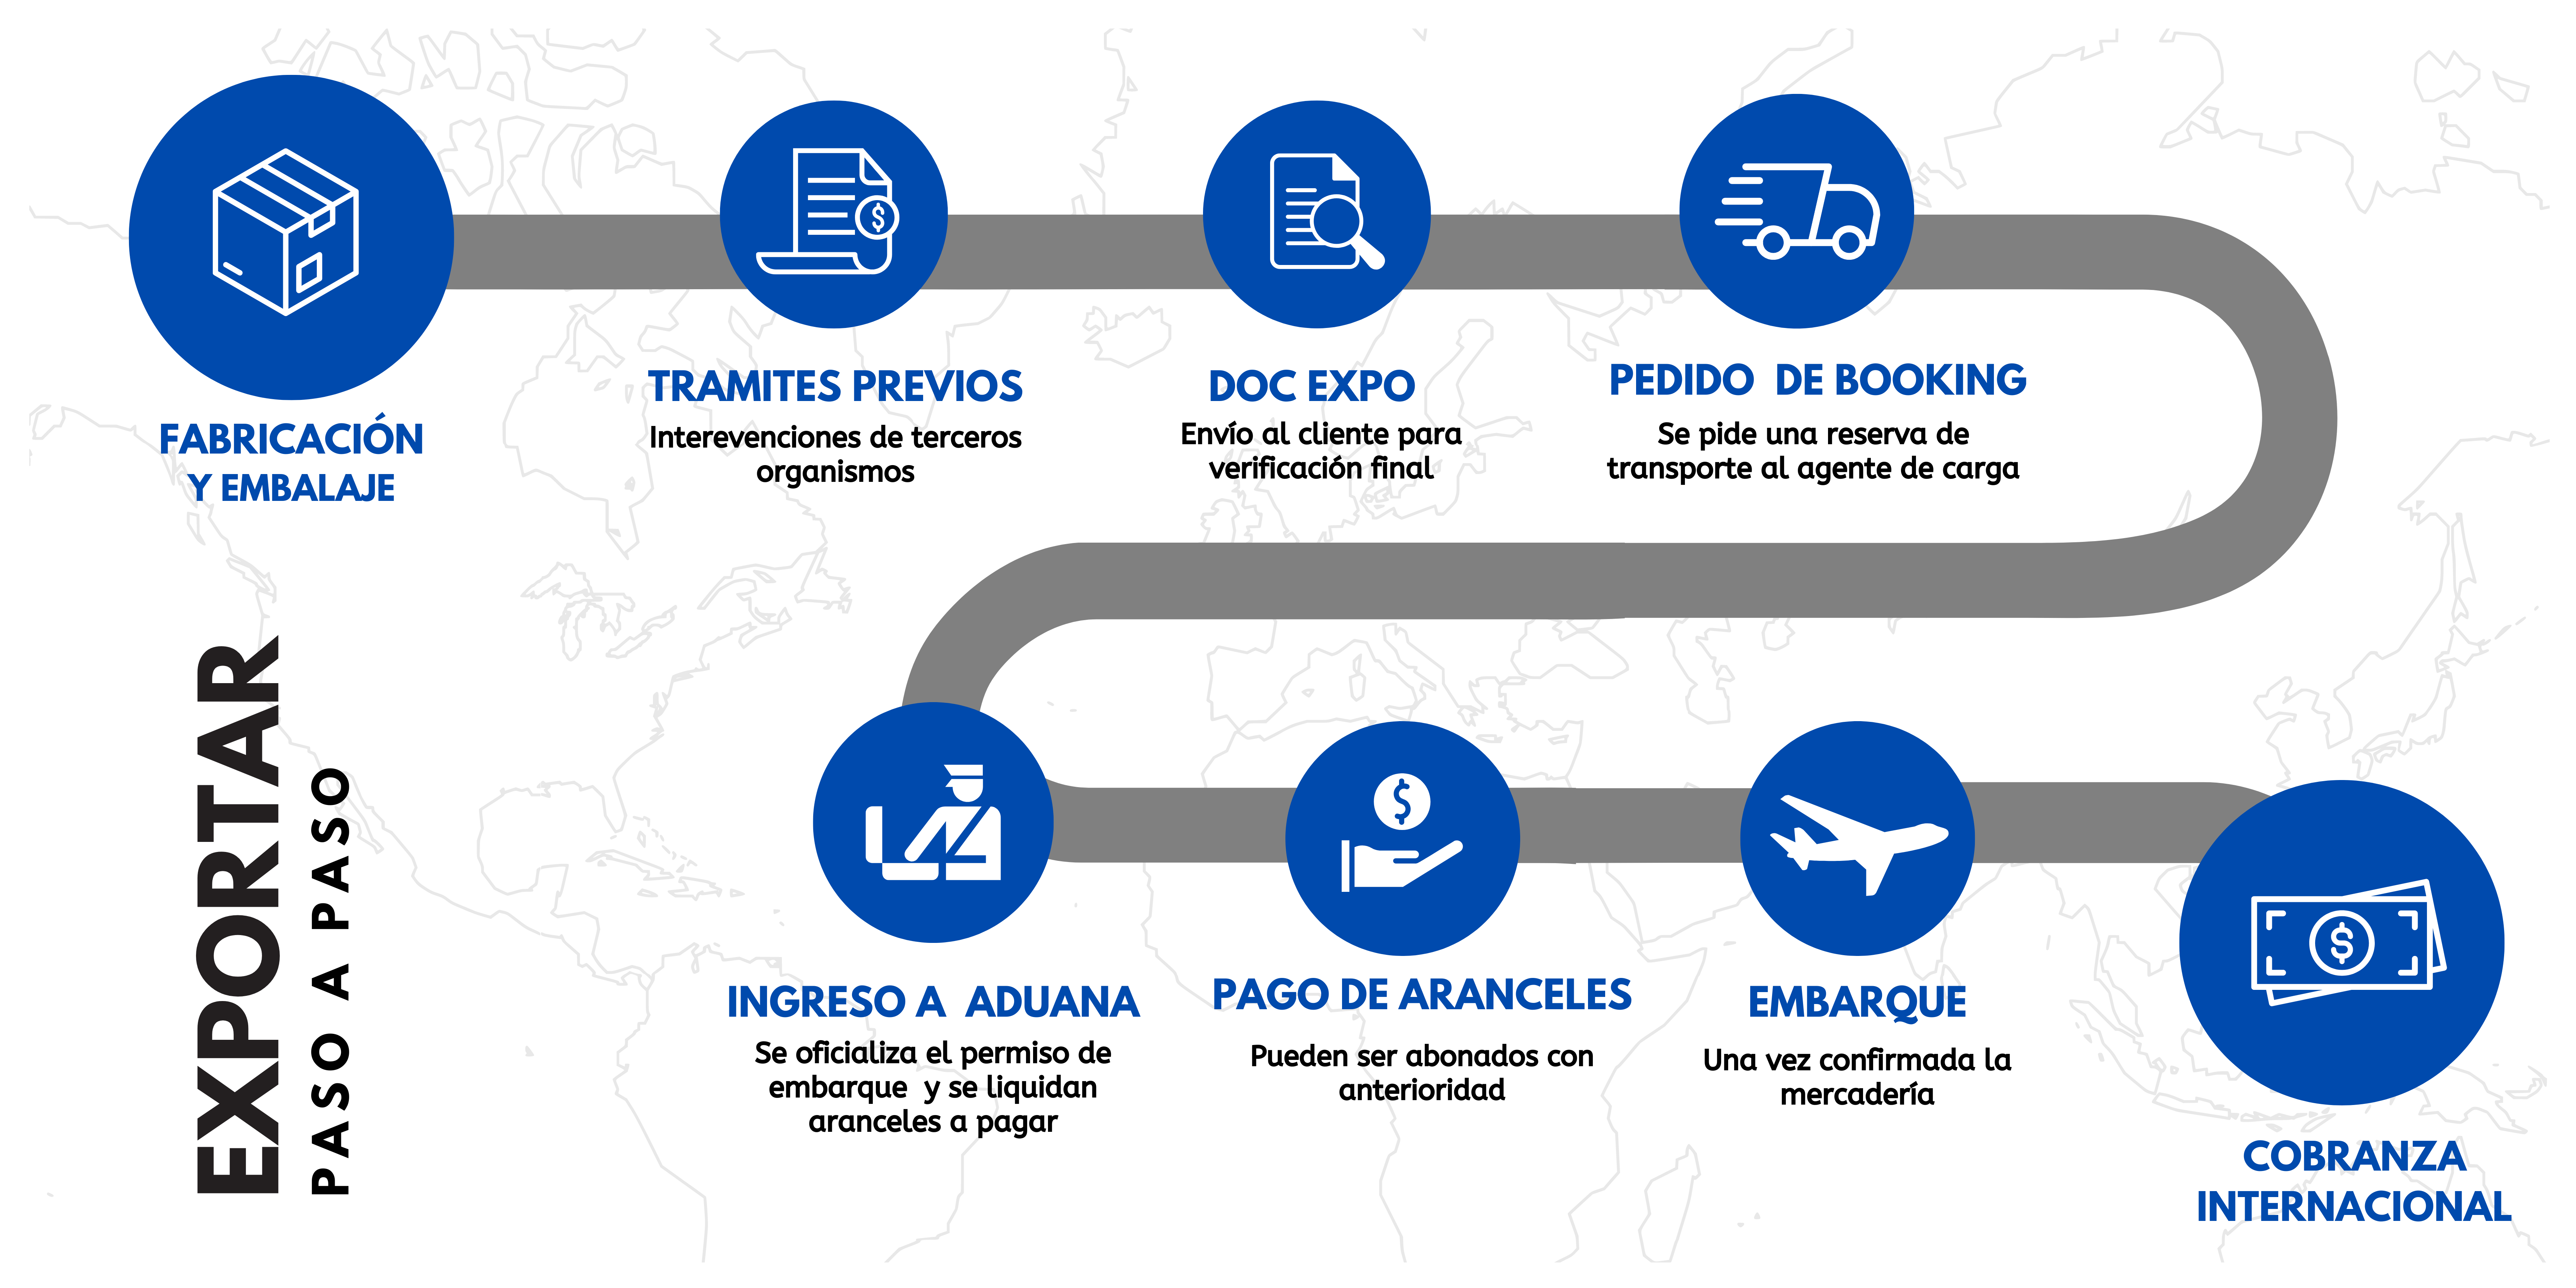 FABRICACIÓN
Y EMBALAJE
TRAMITES PREVIOS
Interevenciones de terceros
organismos
DOC EXPO
Envío al cliente para
verificación final
PEDIDO DE BOOKING
Se pide una reserva de
transporte al agente de carga
EXPORTAR
PASO A PASO
INGRESO A ADUANA
Se oficializa el permiso de
embarque y se liquidan
aranceles a pagar
PAGO DE ARANCELES
Pueden ser abonados con
anterioridad
EMBARQUE
Una vez confirmada la
mercadería
COBRANZA
INTERNACIONAL